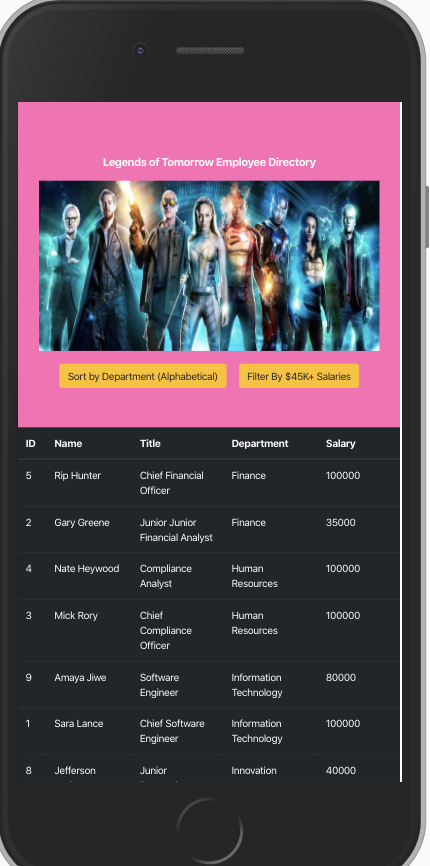 Legends of Tomorrow Employee Directory
Sort by Department (Alphabetical) Filter By $45K+ Salaries
ID Name Title Department Salary
5 Rip Hunter Chief Financial Officer Finance 100000
2 Gary Greene Junior Junior Financial Analyst Finance 35000
4 Nate Heywood Compliance Analyst Human Resources 100000
3 Mick Rory Chief Compliance Officer Human Resources 100000
9 Amaya Jiwe Software Engineer Information Technology 80000
1 Sara Lance Chief Software Engineer Information Technology 100000
8 Jefferson Junior Innovation 40000